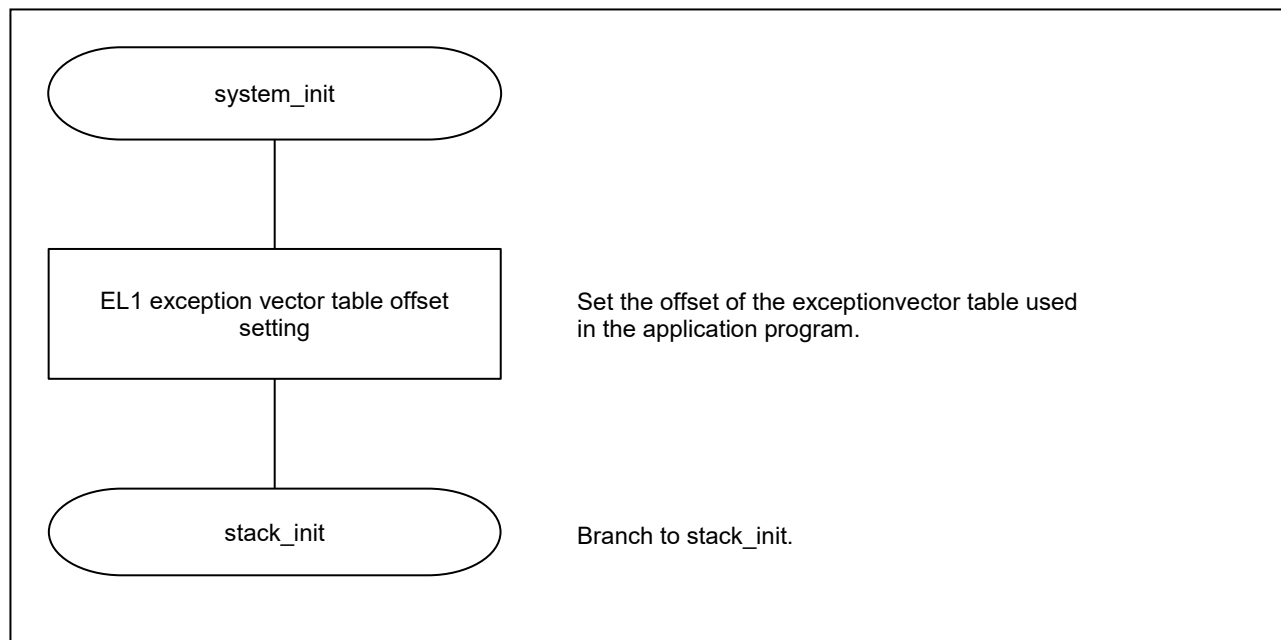 system_init
EL1 exception vector table offset
setting
Set the offset of the exceptionvector table used
in the application program.
stack_init
Branch to stack_init.